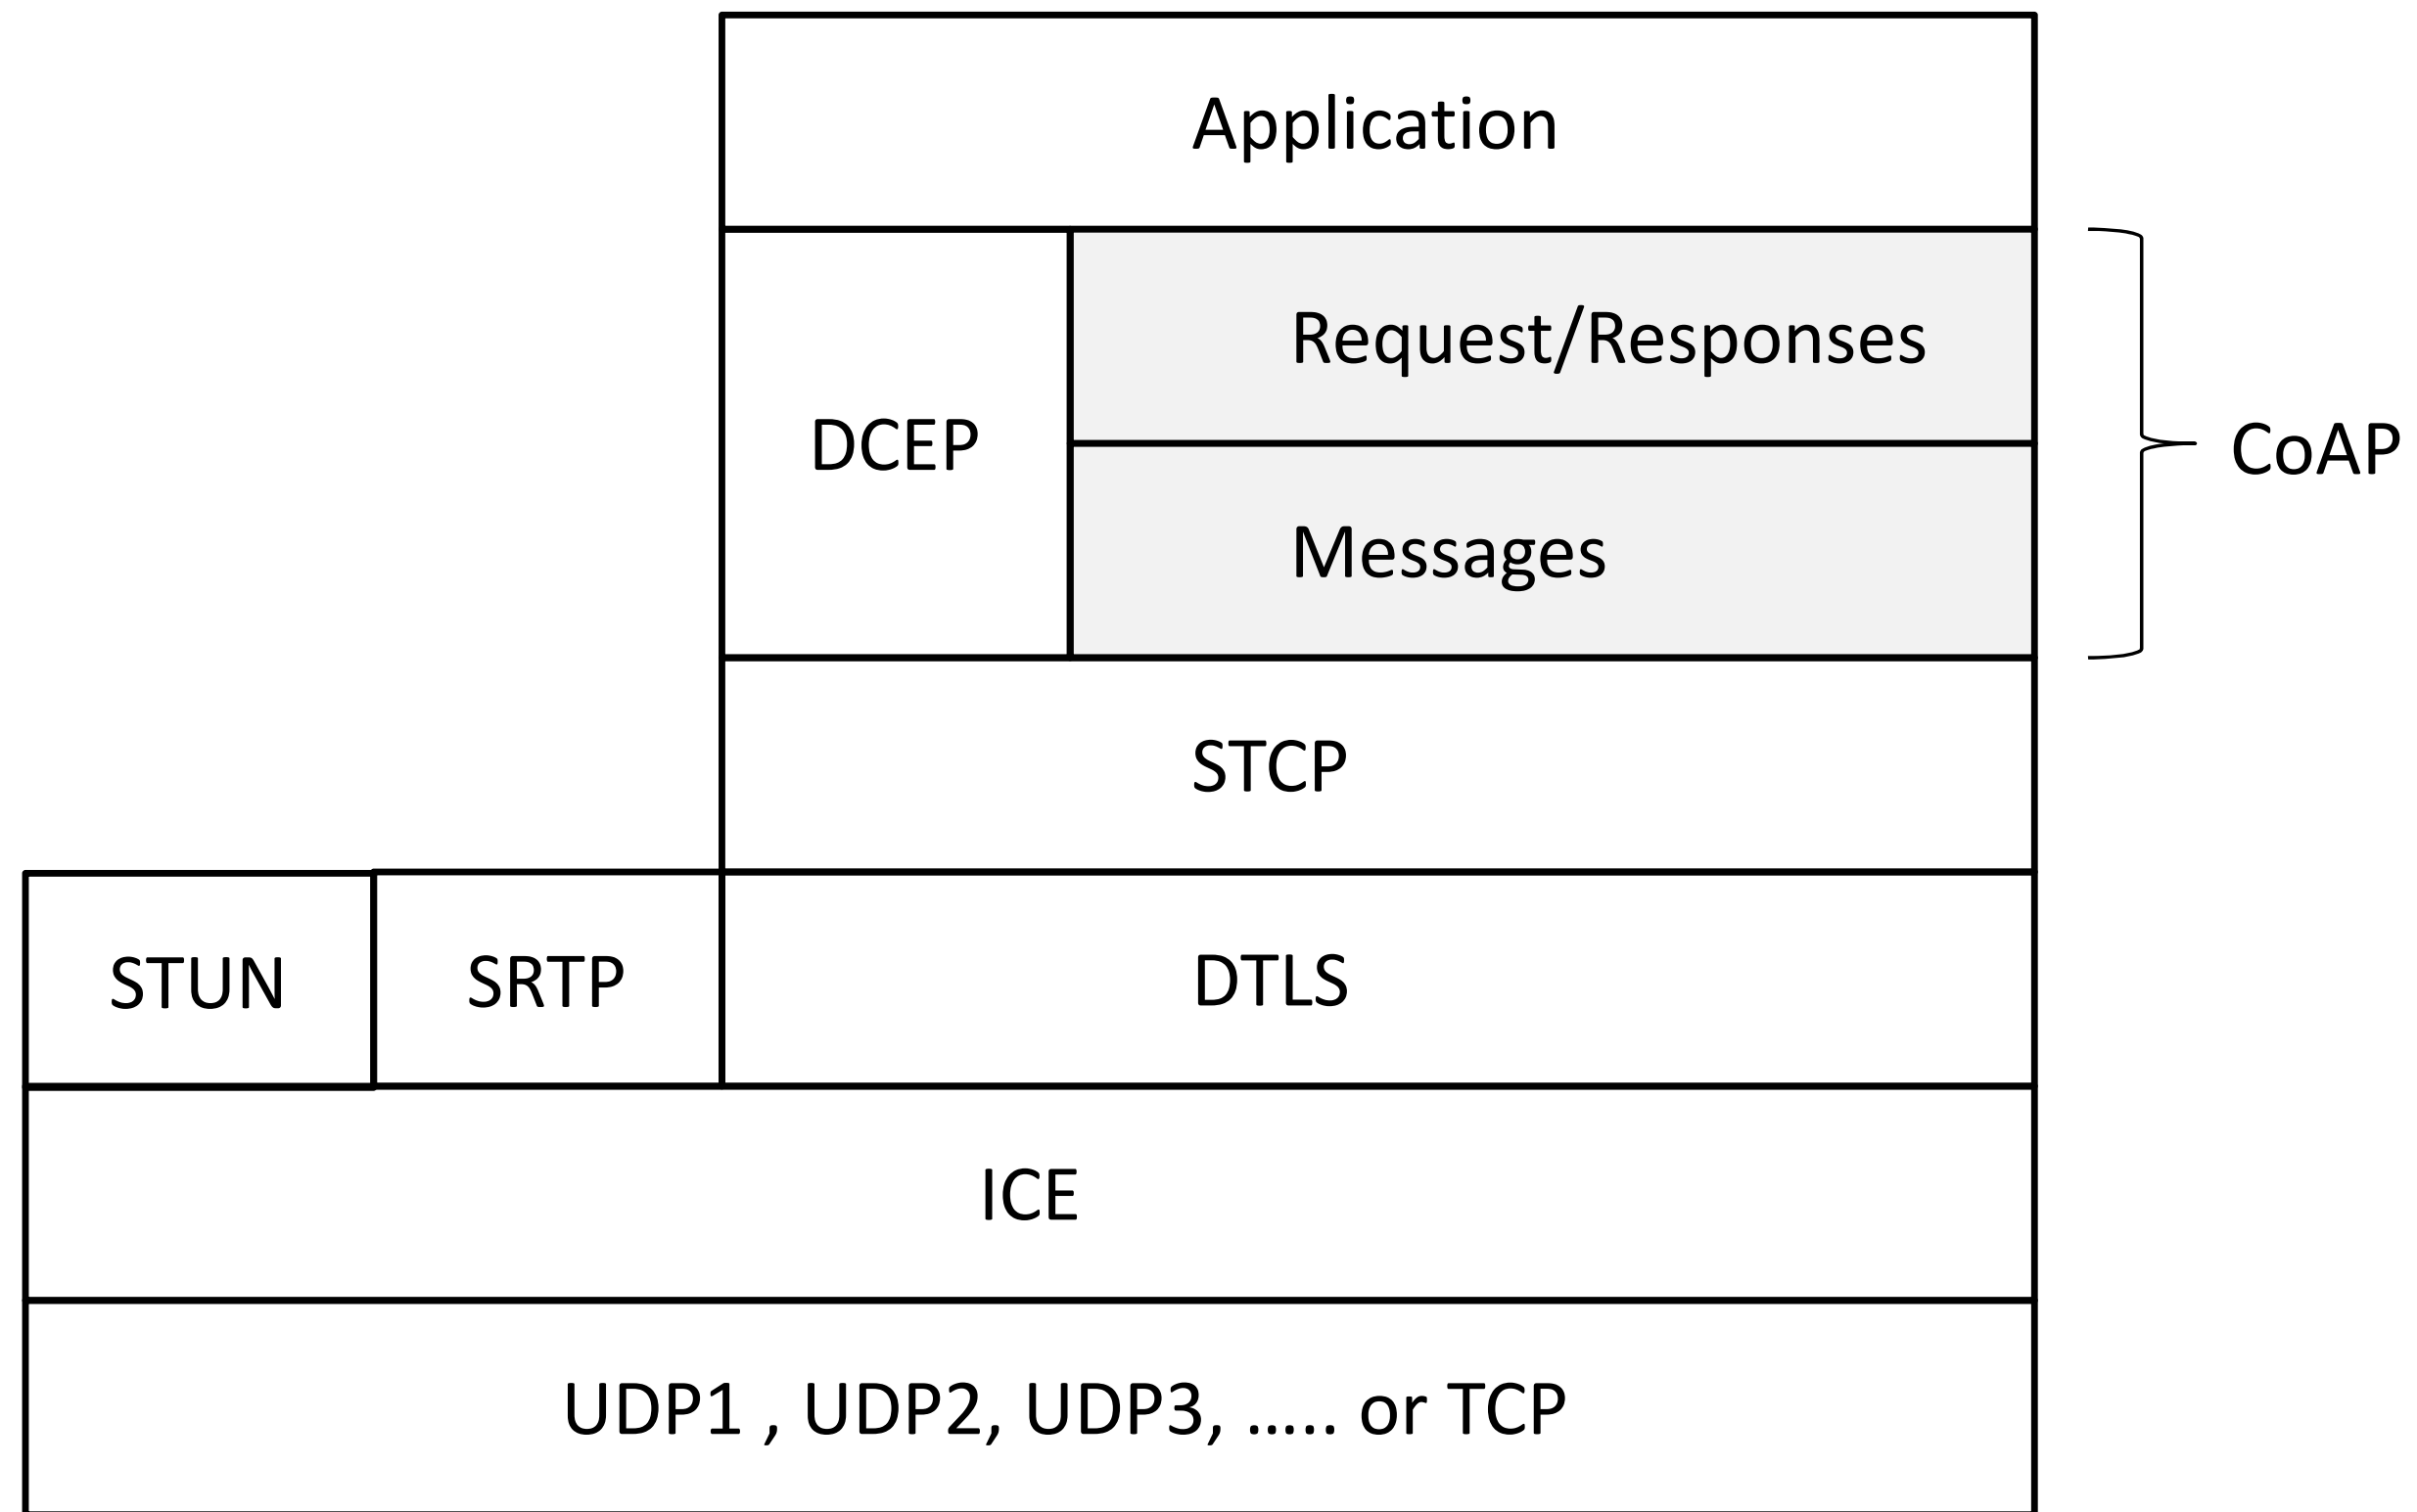 Application
Request/Responses
DCEP
CoAP
Messages
STCP
STUN
SRTP
DTLS
ICE
UDP1 , UDP2, UDP3, ..... or TCP